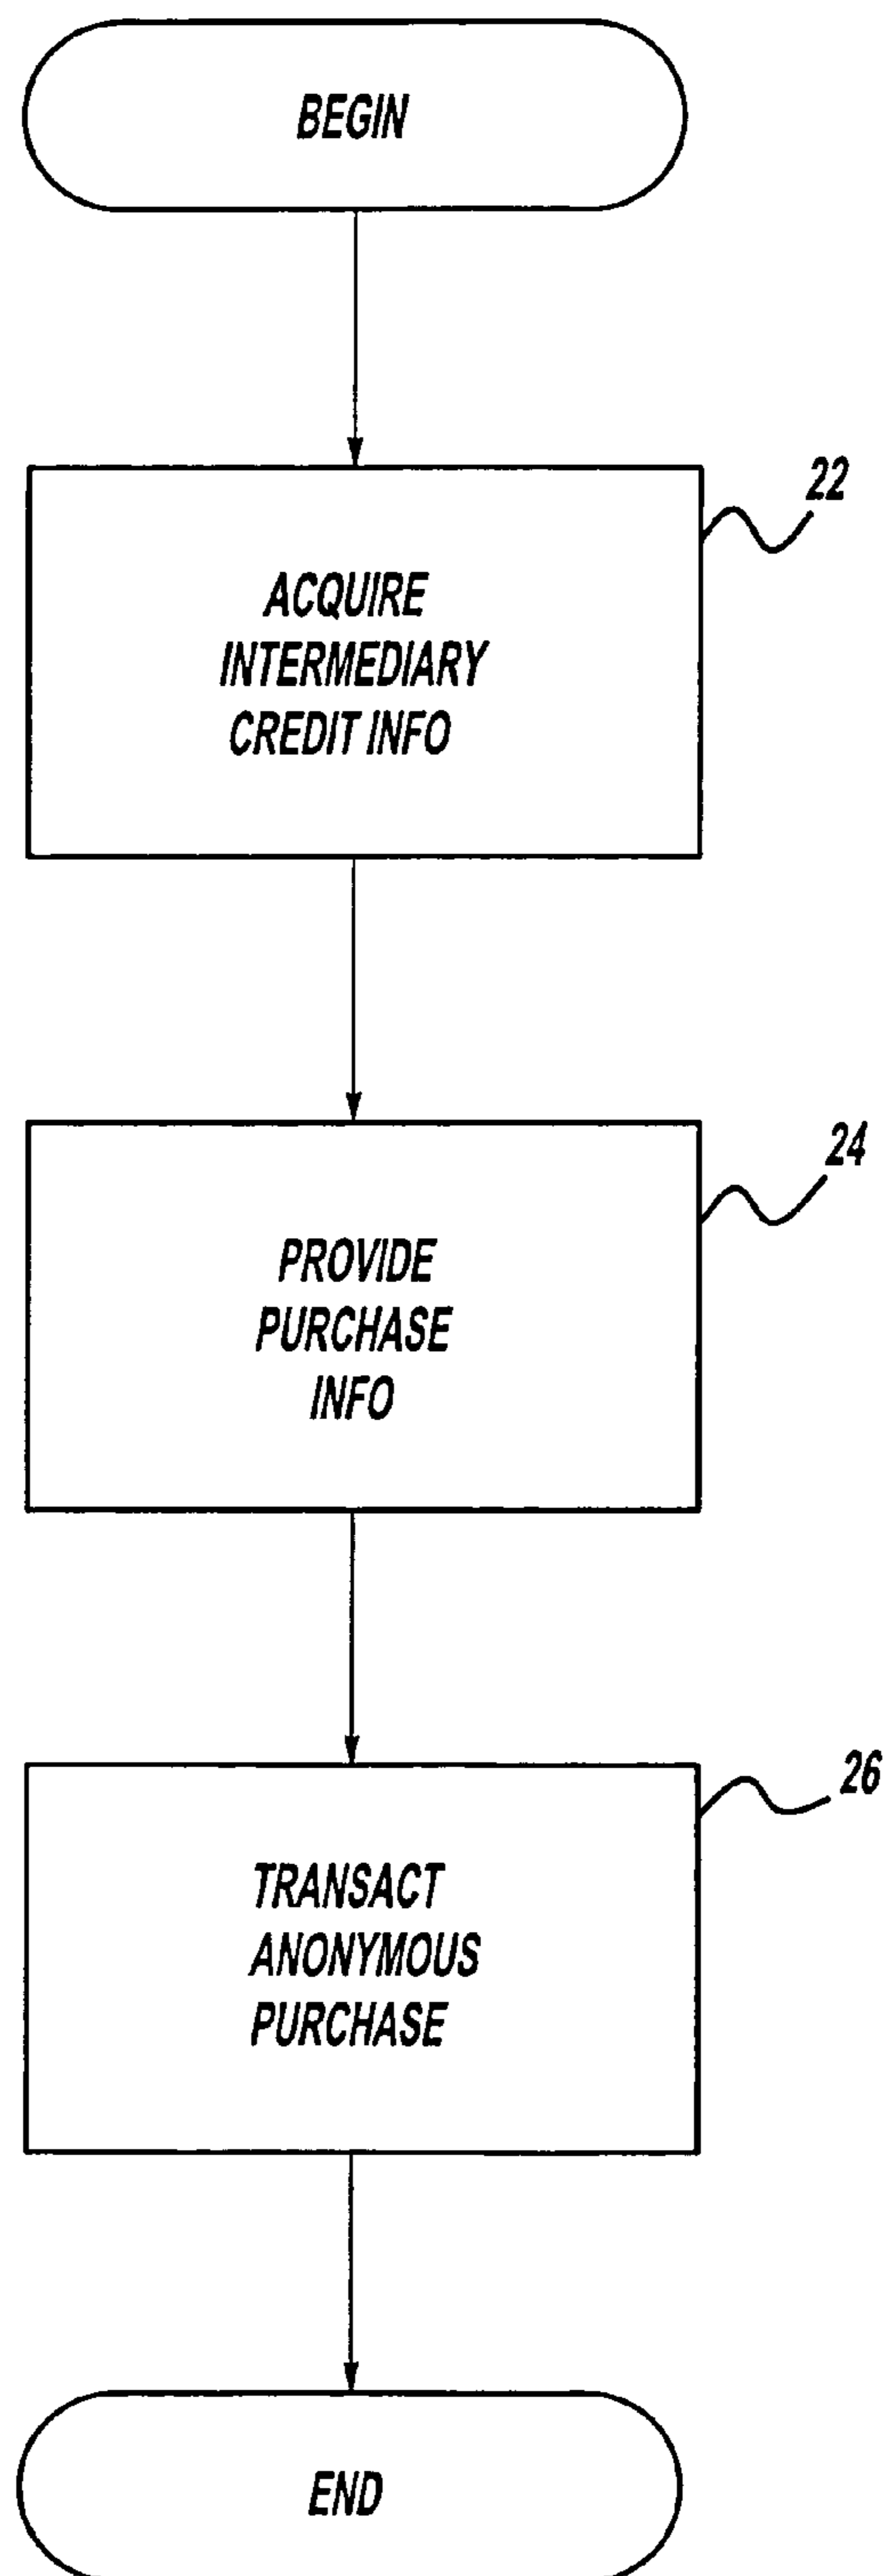 BEGIN
22
ACQUIRE
INTERMEDIARY
CREDIT INFO
24
PROVIDE
PURCHASE
INFO
26
TRANSACT
ANONYMOUS
PURCHASE
END